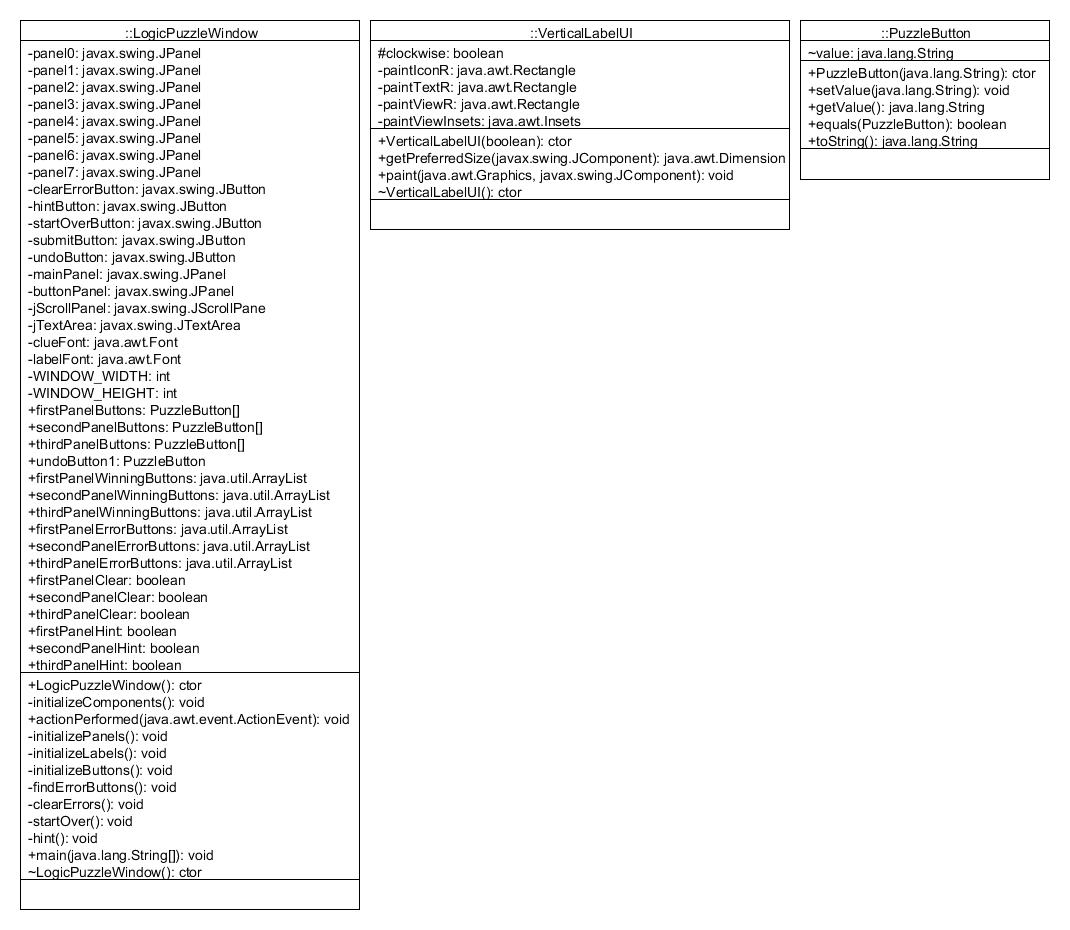 ::LogicPuzzleWindow
-panel0: javax.swing.JPanel
-panel1: javax.swing.JPanel
-panel2: javax.swing.JPanel
-panel3: javax.swing.JPanel
-panel4: javax.swing.JPanel
-panel5: javax.swing.JPanel
-panel6: javax.swing.JPanel
-panel7: javax.swing.JPanel
-clearErrorButton: javax.swing.JButton
-hintButton: javax.swing.JButton
-startOverButton: javax.swing.JButton
-submitButton: javax.swing.JButton
-undoButton: javax.swing.JButton
-mainPanel: javax.swing.JPanel
-buttonPanel: javax.swing.JPanel
-jScrollPanel: javax.swing.JScrollPane
-jTextArea: javax.swing.JTextArea
-clueFont: java.awt.Font
-labelFont: java.awt.Font
-WINDOW_WIDTH: int
-WINDOW_HEIGHT: int
+firstPanelButtons: PuzzleButton[]
+secondPanelButtons: PuzzleButton[]
+thirdPanelButtons: PuzzleButton[]
+undoButton1: PuzzleButton
+firstPanelWinningButtons: java.util.ArrayList
+secondPanelWinningButtons: java.util.ArrayList
+thirdPanelWinningButtons: java.util.ArrayList
+firstPanelErrorButtons: java.util.ArrayList
+secondPanelErrorButtons: java.util.ArrayList
+thirdPanelErrorButtons: java.util.ArrayList
+firstPanelClear: boolean
+secondPanelClear: boolean
+thirdPanelClear: boolean
+firstPanelHint: boolean
+secondPanelHint: boolean
+thirdPanelHint: boolean
+LogicPuzzleWindow(): ctor
-initializeComponents(): void
+actionPerformed(java.awt.event.ActionEvent): void
-initializePanels(): void
-initializeLabels(): void
-initializeButtons(): void
-findErrorButtons(): void
-clearErrors(): void
-startOver(): void
-hint(): void
+main(java.lang.String[]): void
~LogicPuzzleWindow(): ctor
::VerticalLabelUI
#clockwise: boolean
-paintIconR: java.awt.Rectangle
-paintTextR: java.awt.Rectangle
-paintViewR: java.awt.Rectangle
-paintViewInsets: java.awt.Insets
+VerticalLabelUI(boolean): ctor
+getPreferredSize(javax.swing.JComponent): java.awt.Dimension
+paint(java.awt.Graphics, javax.swing.JComponent): void
~VerticalLabelUI(): ctor
::PuzzleButton
~value: java.lang.String
+PuzzleButton(java.lang.String): ctor
+setValue(java.lang.String): void
+getValue(): java.lang.String
+equals(PuzzleButton): boolean
+toString(): java.lang.String